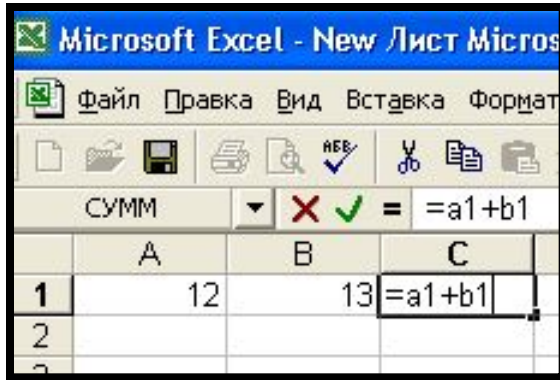 Microsoft Excel - New Лист Micros
Файл Правка Вид Вставка Формат
АБВ
СУММ = =a1+b1
A B C
1 12 13 =a1+b1
2